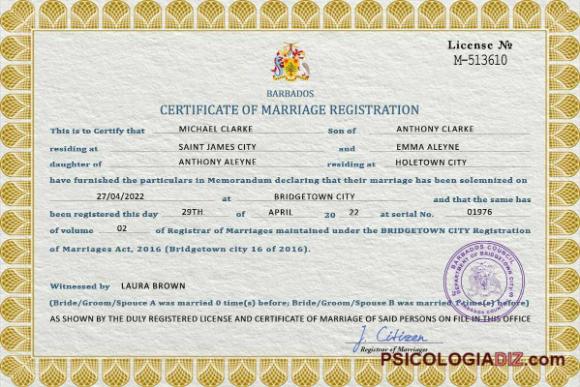 License №
M-513610
BARBADOS
CERTIFICATE OF MARRIAGE REGISTRATION
This is to Certify that MICHAEL CLARKE Son of ANTHONY CLARKE
residing at SAINT JAMES CITY and EMMA ALEYNE
daughter of ANTHONY ALEYNE residing at HOLETOWN CITY
have furnished the particulars in Memorandum declaring that their marriage has been solemnized on
27/04/2022 at BRIDGETOWN CITY and that the same has
been registered this day 29TH of APRIL 20 22 at serial No. 01976
of volume 02 of Registrar of Marriages maintained under the BRIDGETOWN CITY Registration
of Marriages Act, 2016 (Bridgetown city 16 of 2016).
Witnessed by LAURA BROWN
(Bride/Groom/Spouse A was married 0 time(s) before; Bride/Groom/Spouse B was married 1 time(s) before)
AS SHOWN BY THE DULY REGISTERED LICENSE AND CERTIFICATE OF MARRIAGE OF SAID PERSONS ON FILE IN THIS OFFICE
J. Citizen
Registrar of Marriages
BARBADOS COUNCIL
DEPARTMENT OF BRIDGETOWN CITY
PSICOLOGIADIZ.com